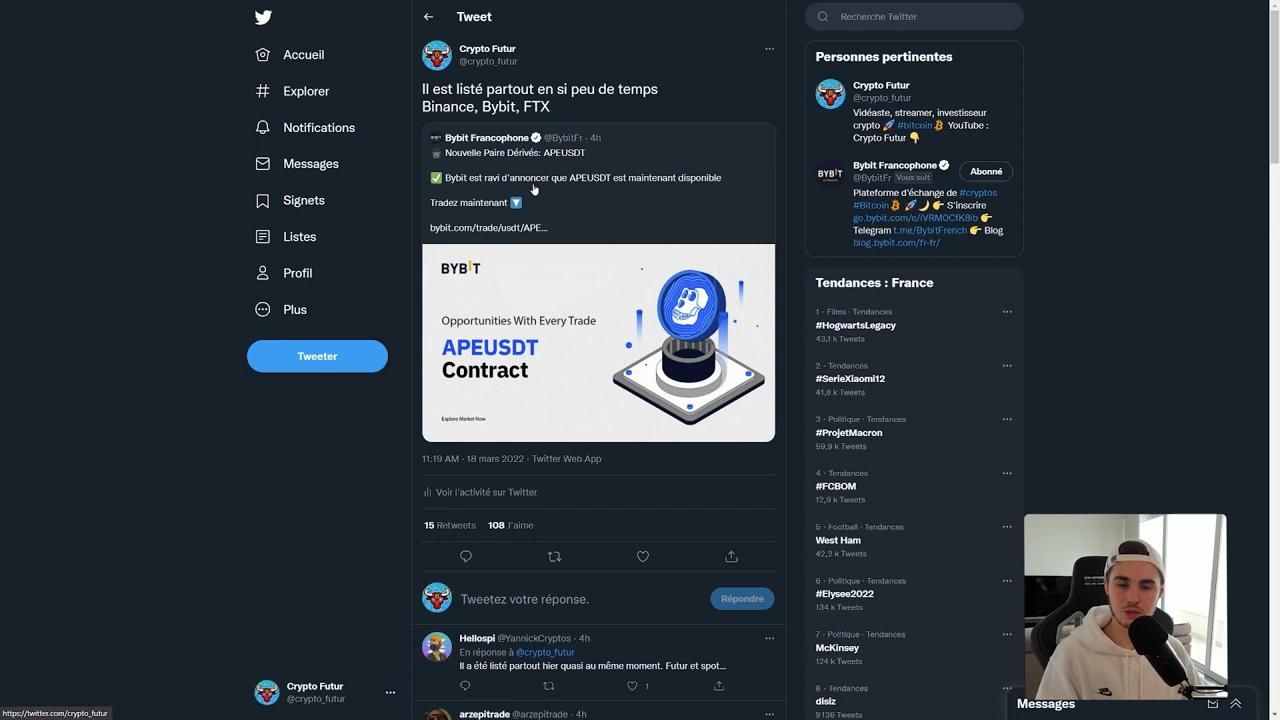 Accueil
Explorer
Notifications
Messages
Signets
Listes
Profil
Plus
Tweeter
Crypto Futur
@crypto_futur
https://twitter.com/crypto_futur
Tweet
Crypto Futur
@crypto_futur
Il est listé partout en si peu de temps
Binance, Bybit, FTX
Bybit Francophone @BybitFr · 4h
Nouvelle Paire Dérivés: APEUSDT
Bybit est ravi d'annoncer que APEUSDT est maintenant disponible
Tradez maintenant
bybit.com/trade/usdt/APE...
BYBIT
Opportunities With Every Trade
APEUSDT
Contract
Explore Market Now
11:19 AM · 18 mars 2022 · Twitter Web App
Voir l'activité sur Twitter
15 Retweets 108 J'aime
Tweetez votre réponse.
Répondre
Hellospi @YannickCryptos · 4h
En réponse à @crypto_futur
Il a été listé partout hier quasi au même moment. Futur et spot...
1
arzepitrade @arzepitrade · 4h
Recherche Twitter
Personnes pertinentes
Crypto Futur
@crypto_futur
Vidéaste, streamer, investisseur
crypto #bitcoin YouTube :
Crypto Futur
BYBIT
Bybit Francophone
@BybitFr Vous suit
Abonné
Plateforme d'échange de #cryptos
#Bitcoin S'inscrire
go.bybit.com/e/iVRM0CfK8ib
Telegram t.me/BybitFrench Blog
blog.bybit.com/fr-fr/
Tendances : France
1 · Films · Tendances
#HogwartsLegacy
43,1 k Tweets
2 · Tendances
#SerieXiaomi12
41,8 k Tweets
3 · Politique · Tendances
#ProjetMacron
59,9 k Tweets
4 · Tendances
#FCBOM
12,9 k Tweets
5 · Football · Tendances
West Ham
42,2 k Tweets
6 · Politique · Tendances
#Elysee2022
134 k Tweets
7 · Politique · Tendances
McKinsey
124 k Tweets
8 · Tendances
disiz
9 136 Tweets
Messages